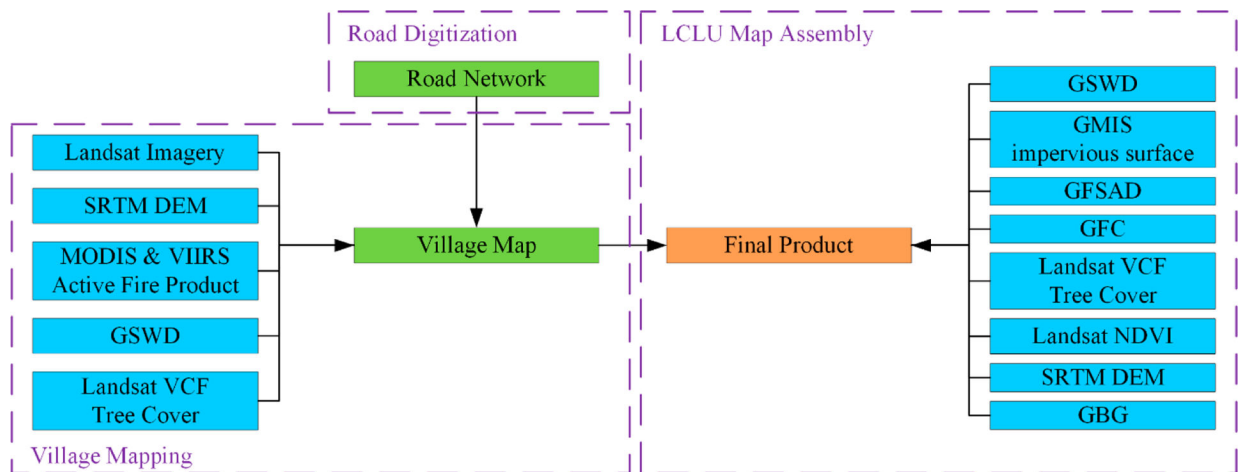 Road Digitization
Road Network
LCLU Map Assembly
Landsat Imagery
SRTM DEM
MODIS & VIIRS
Active Fire Product
GSWD
Landsat VCF
Tree Cover
Village Mapping
Village Map
Final Product
GSWD
GMIS
impervious surface
GFSAD
GFC
Landsat VCF
Tree Cover
Landsat NDVI
SRTM DEM
GBG